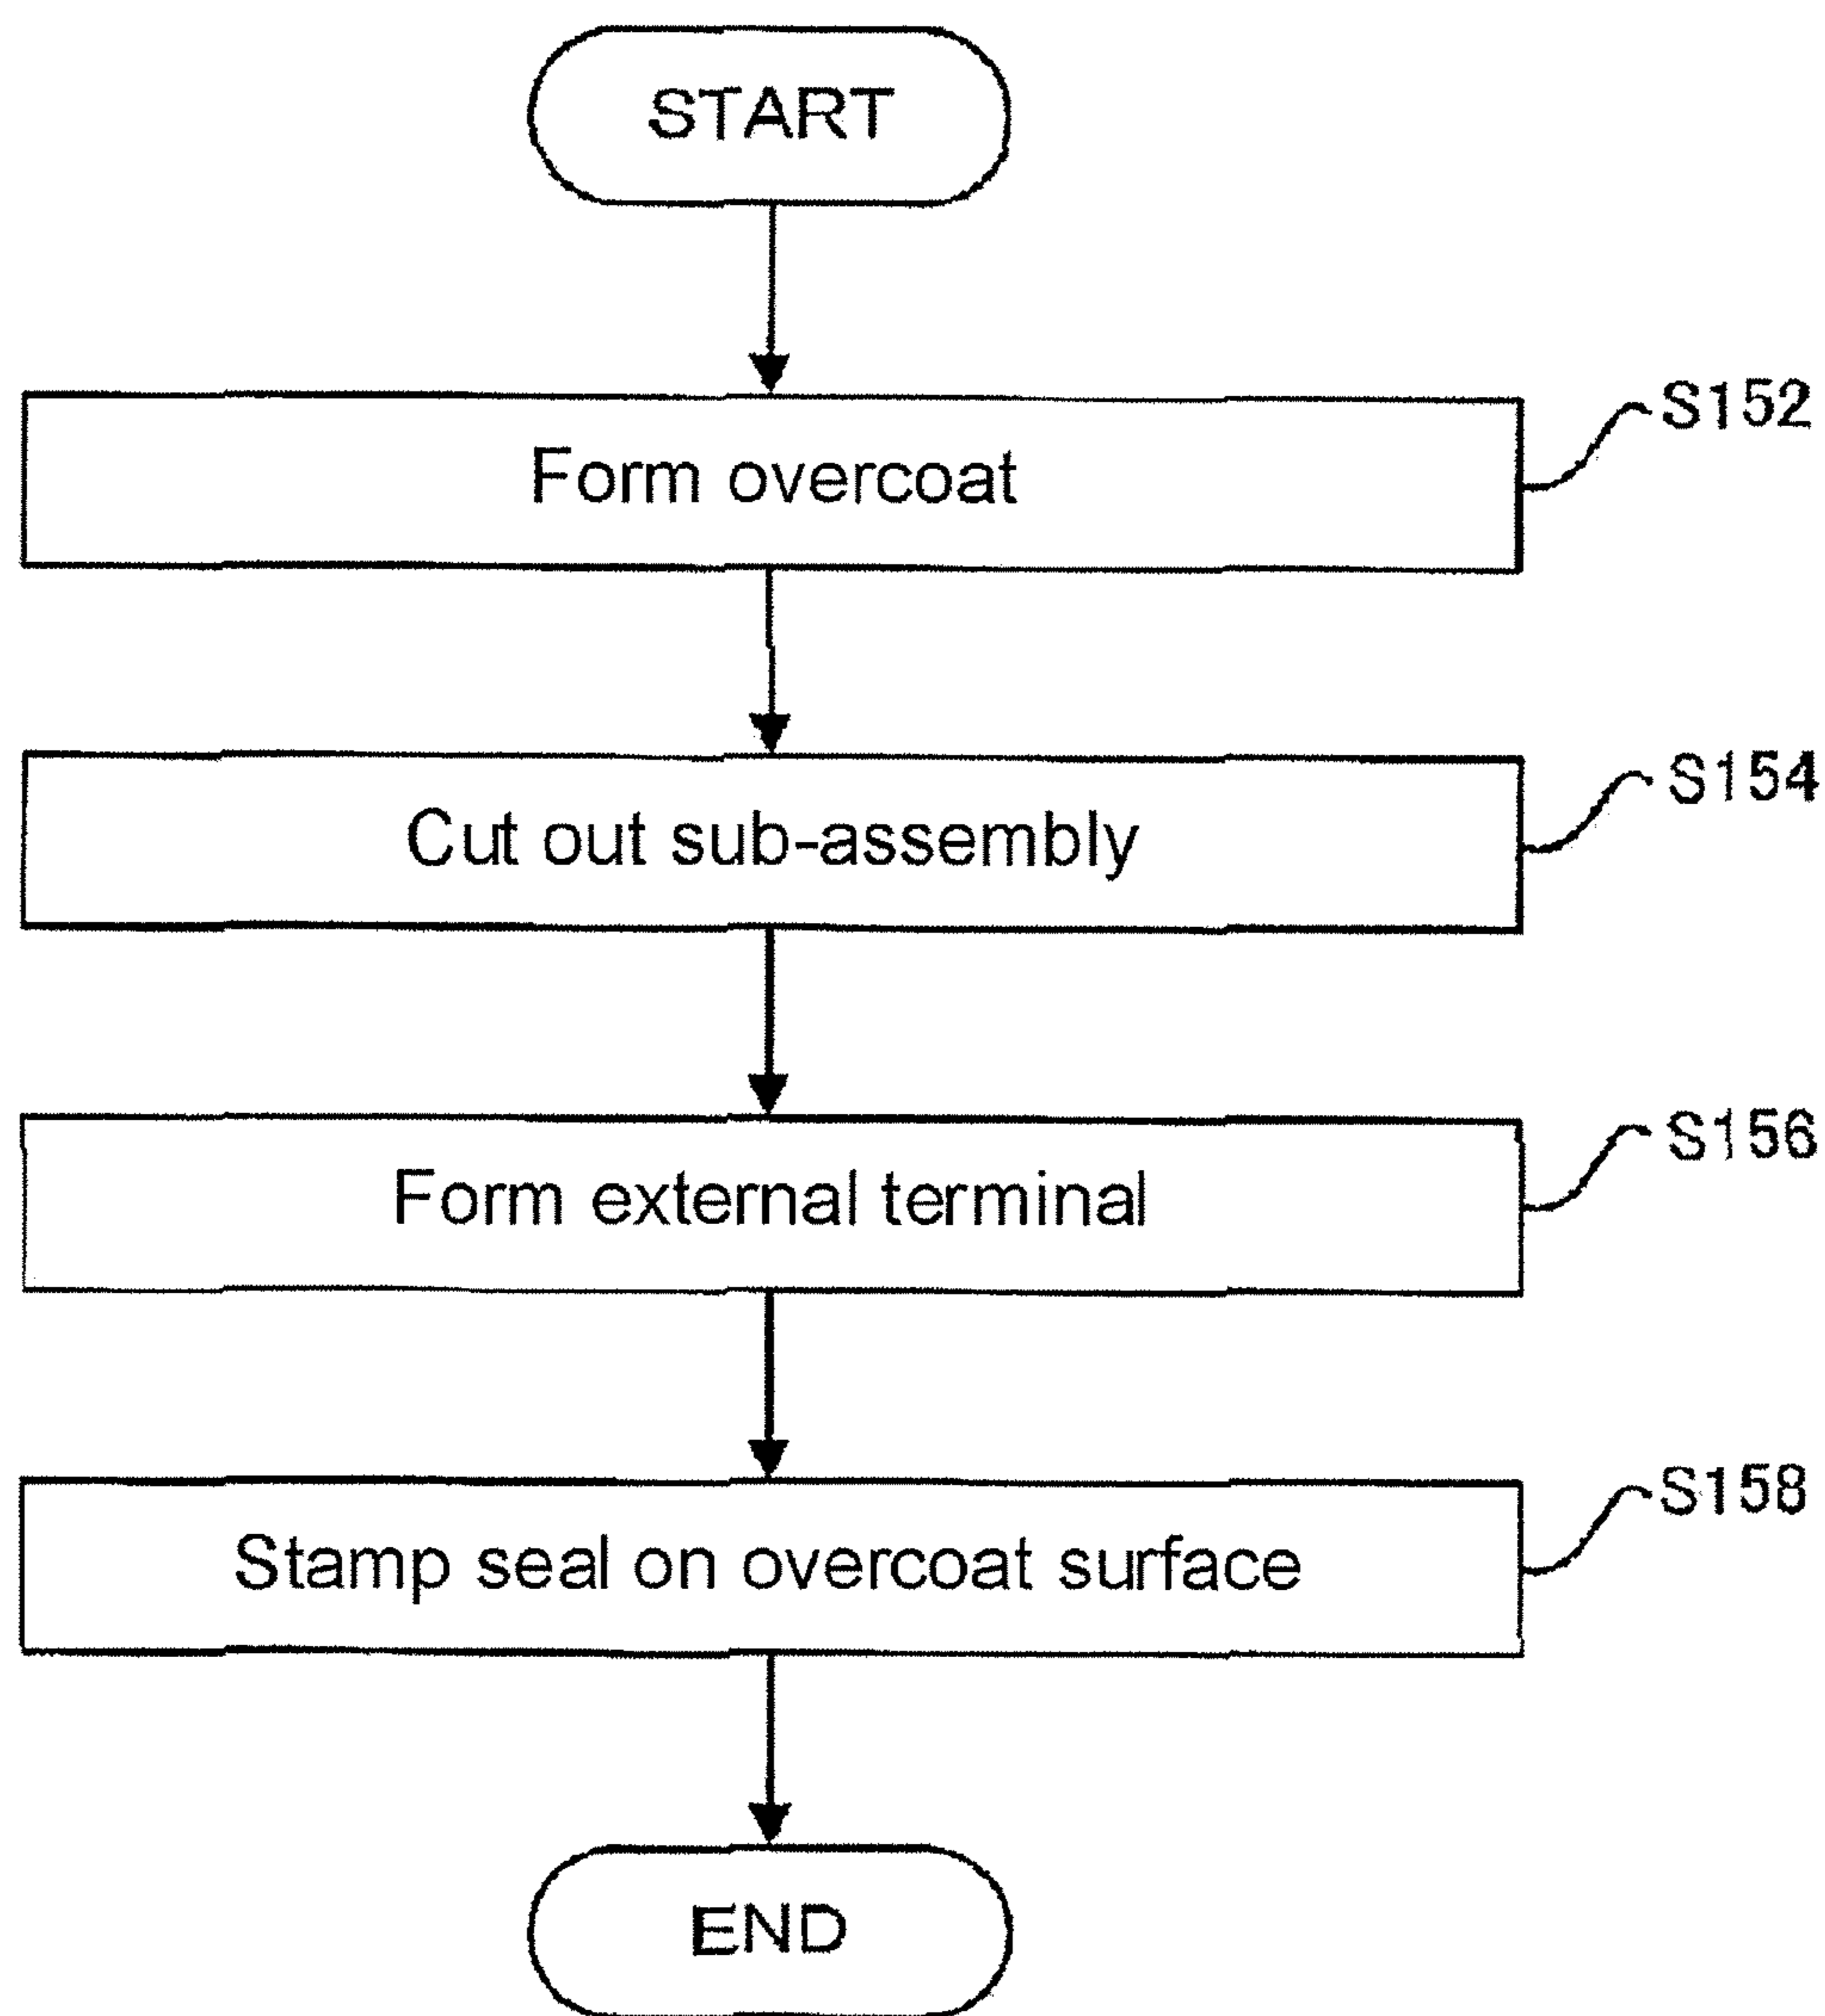 START
Form overcoat
S152
Cut out sub-assembly
S154
Form external terminal
S156
Stamp seal on overcoat surface
S158
END